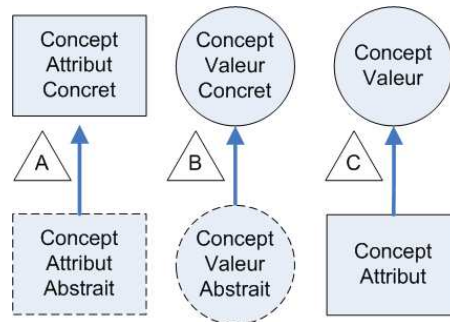 Concept
Attribut
Concret
Concept
Valeur
Concret
Concept
Valeur
A
B
C
Concept
Attribut
Abstrait
Concept
Valeur
Abstrait
Concept
Attribut